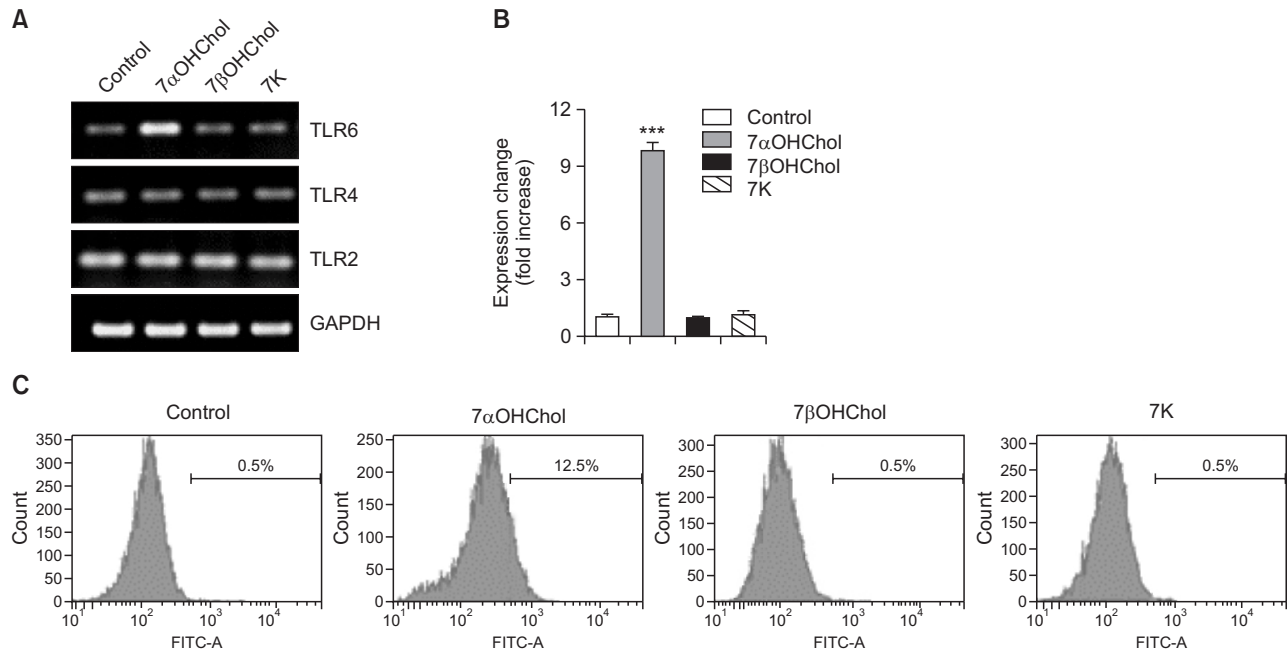 A
Control
7αOHChol
7βOHChol
7K
TLR6
TLR4
TLR2
GAPDH
B
Expression change
(fold increase)
12
9
6
3
0
***
Control
7αOHChol
7βOHChol
7K
C
Control
Count
350
300
250
200
150
100
50
0
0.5%
10¹ 10² 10³ 10⁴
FITC-A
7αOHChol
Count
250
200
150
100
50
0
12.5%
10¹ 10² 10³ 10⁴
FITC-A
7βOHChol
Count
300
250
200
150
100
50
0
0.5%
10¹ 10² 10³ 10⁴
FITC-A
7K
Count
300
250
200
150
100
50
0
0.5%
10¹ 10² 10³ 10⁴
FITC-A